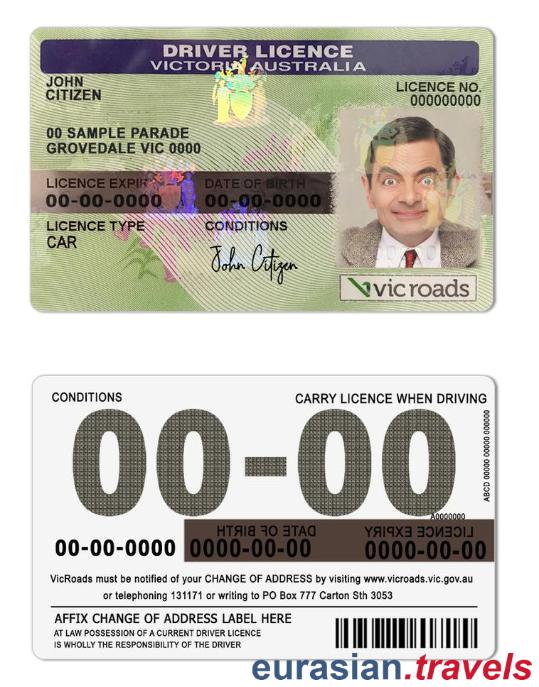 DRIVER LICENCE
VICTORIA AUSTRALIA
JOHN
CITIZEN
LICENCE NO.
000000000
00 SAMPLE PARADE
GROVEDALE VIC 0000
LICENCE EXPIRY DATE OF BIRTH
00-00-0000 00-00-0000
LICENCE TYPE CONDITIONS
CAR
John Citizen
vic roads
CONDITIONS CARRY LICENCE WHEN DRIVING
00-00
ABCD 00000 00000 000000
A0000000
DATE OF BIRTH LICENCE EXPIRY
00-00-0000 0000-00-00 0000-00-00
VicRoads must be notified of your CHANGE OF ADDRESS by visiting www.vicroads.vic.gov.au
or telephoning 131171 or writing to PO Box 777 Carton Sth 3053
AFFIX CHANGE OF ADDRESS LABEL HERE
AT LAW POSSESSION OF A CURRENT DRIVER LICENCE
IS WHOLLY THE RESPONSIBILITY OF THE DRIVER
eurasian.travels